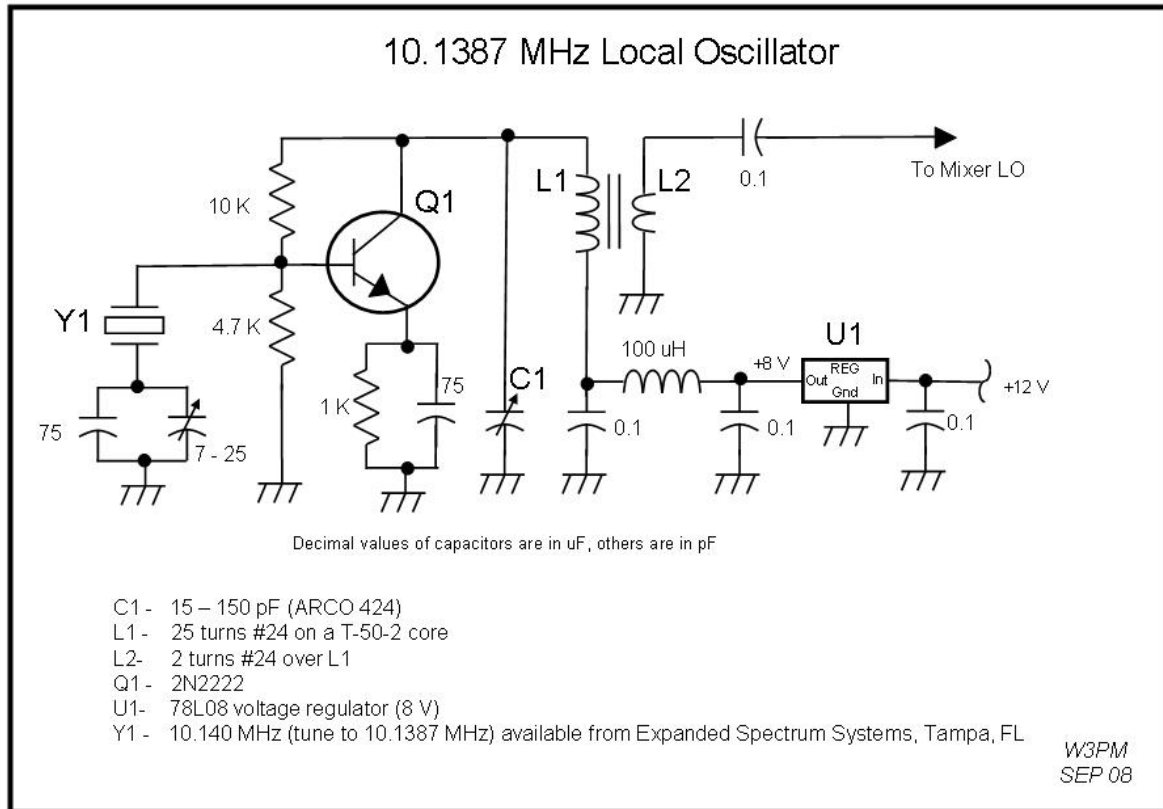 10.1387 MHz Local Oscillator
10 K
Q1
L1
L2
0.1
To Mixer LO
Y1
4.7 K
75
7 - 25
1 K
75
C1
0.1
100 uH
+8 V
0.1
U1
REG
Out
In
Gnd
0.1
+12 V
Decimal values of capacitors are in uF, others are in pF
C1 - 15 – 150 pF (ARCO 424)
L1 - 25 turns #24 on a T-50-2 core
L2- 2 turns #24 over L1
Q1 - 2N2222
U1- 78L08 voltage regulator (8 V)
Y1 - 10.140 MHz (tune to 10.1387 MHz) available from Expanded Spectrum Systems, Tampa, FL
W3PM
SEP 08